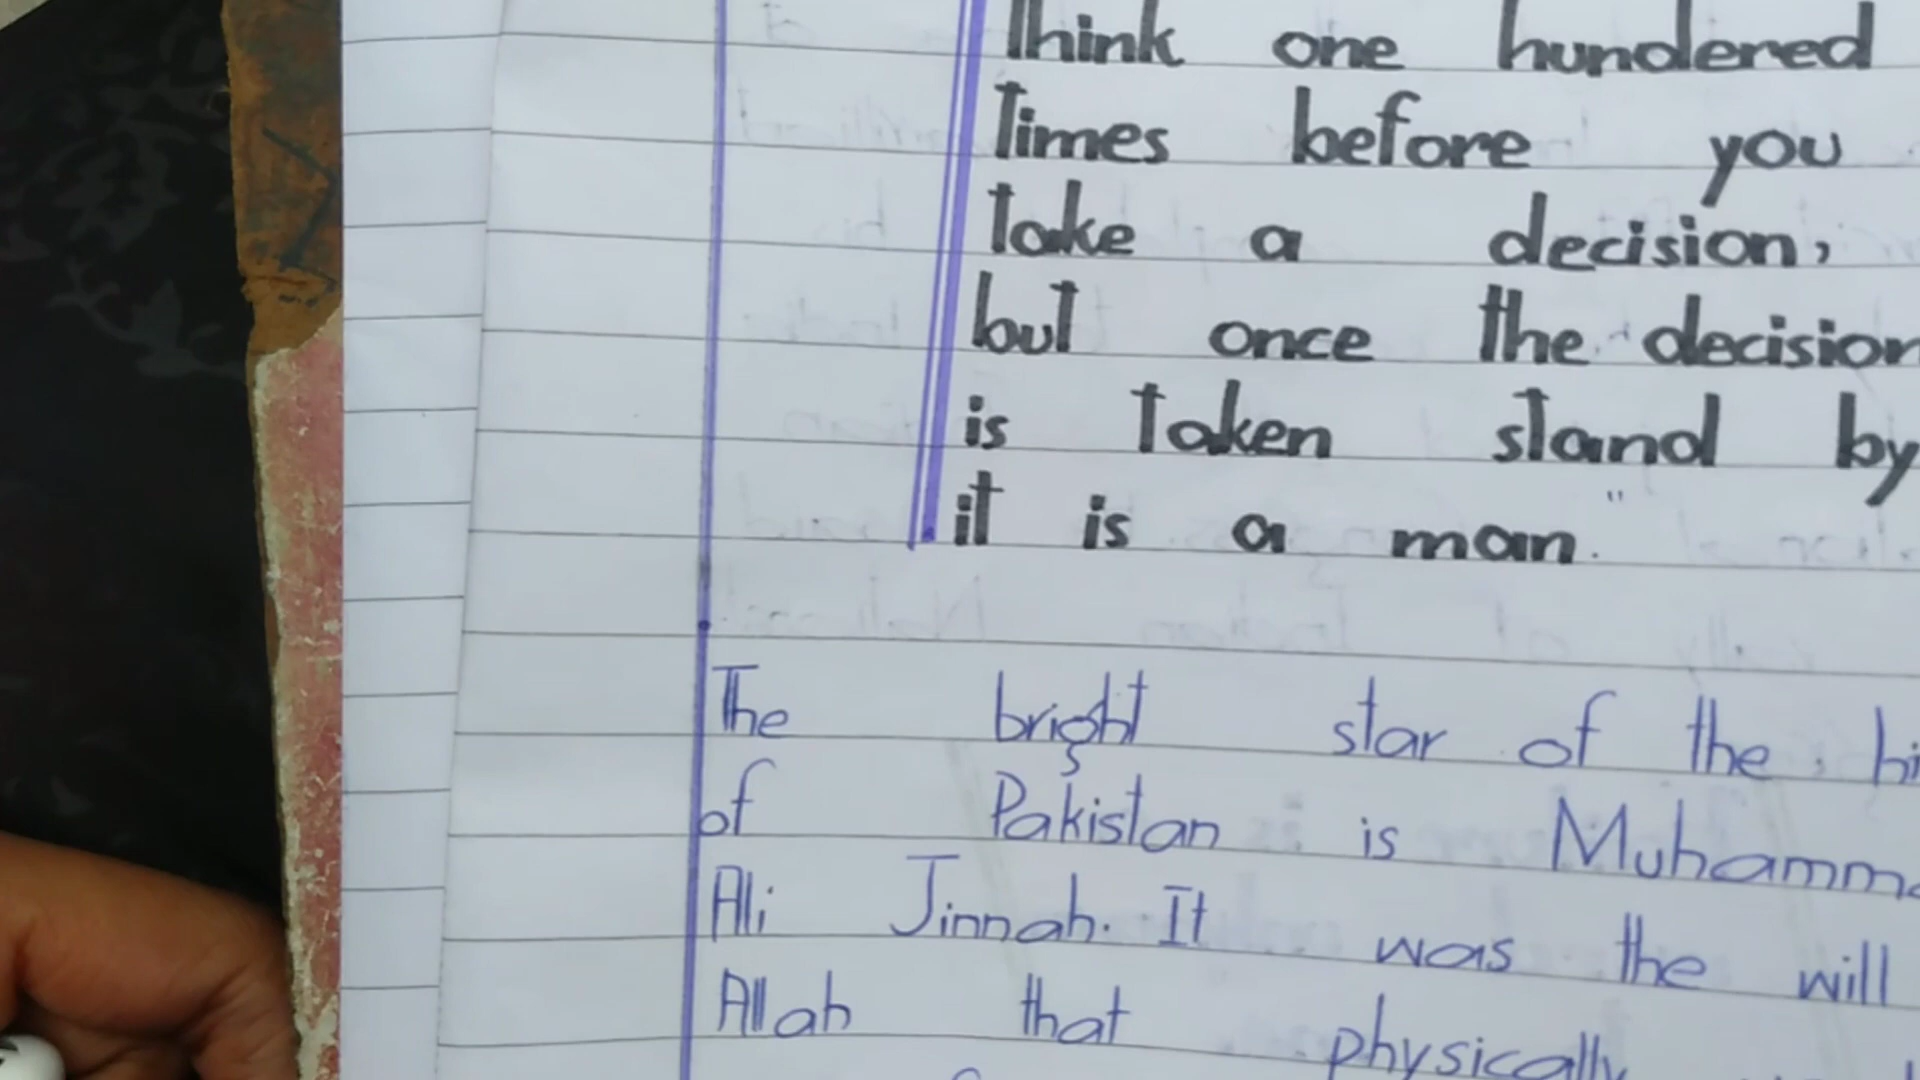 Think one hundered
Times before you
take a decision,
but once the decision
is taken stand by
it is a man."
The bright star of the
of Pakistan is
Ali Jinnah. It was the will
Allah that physically